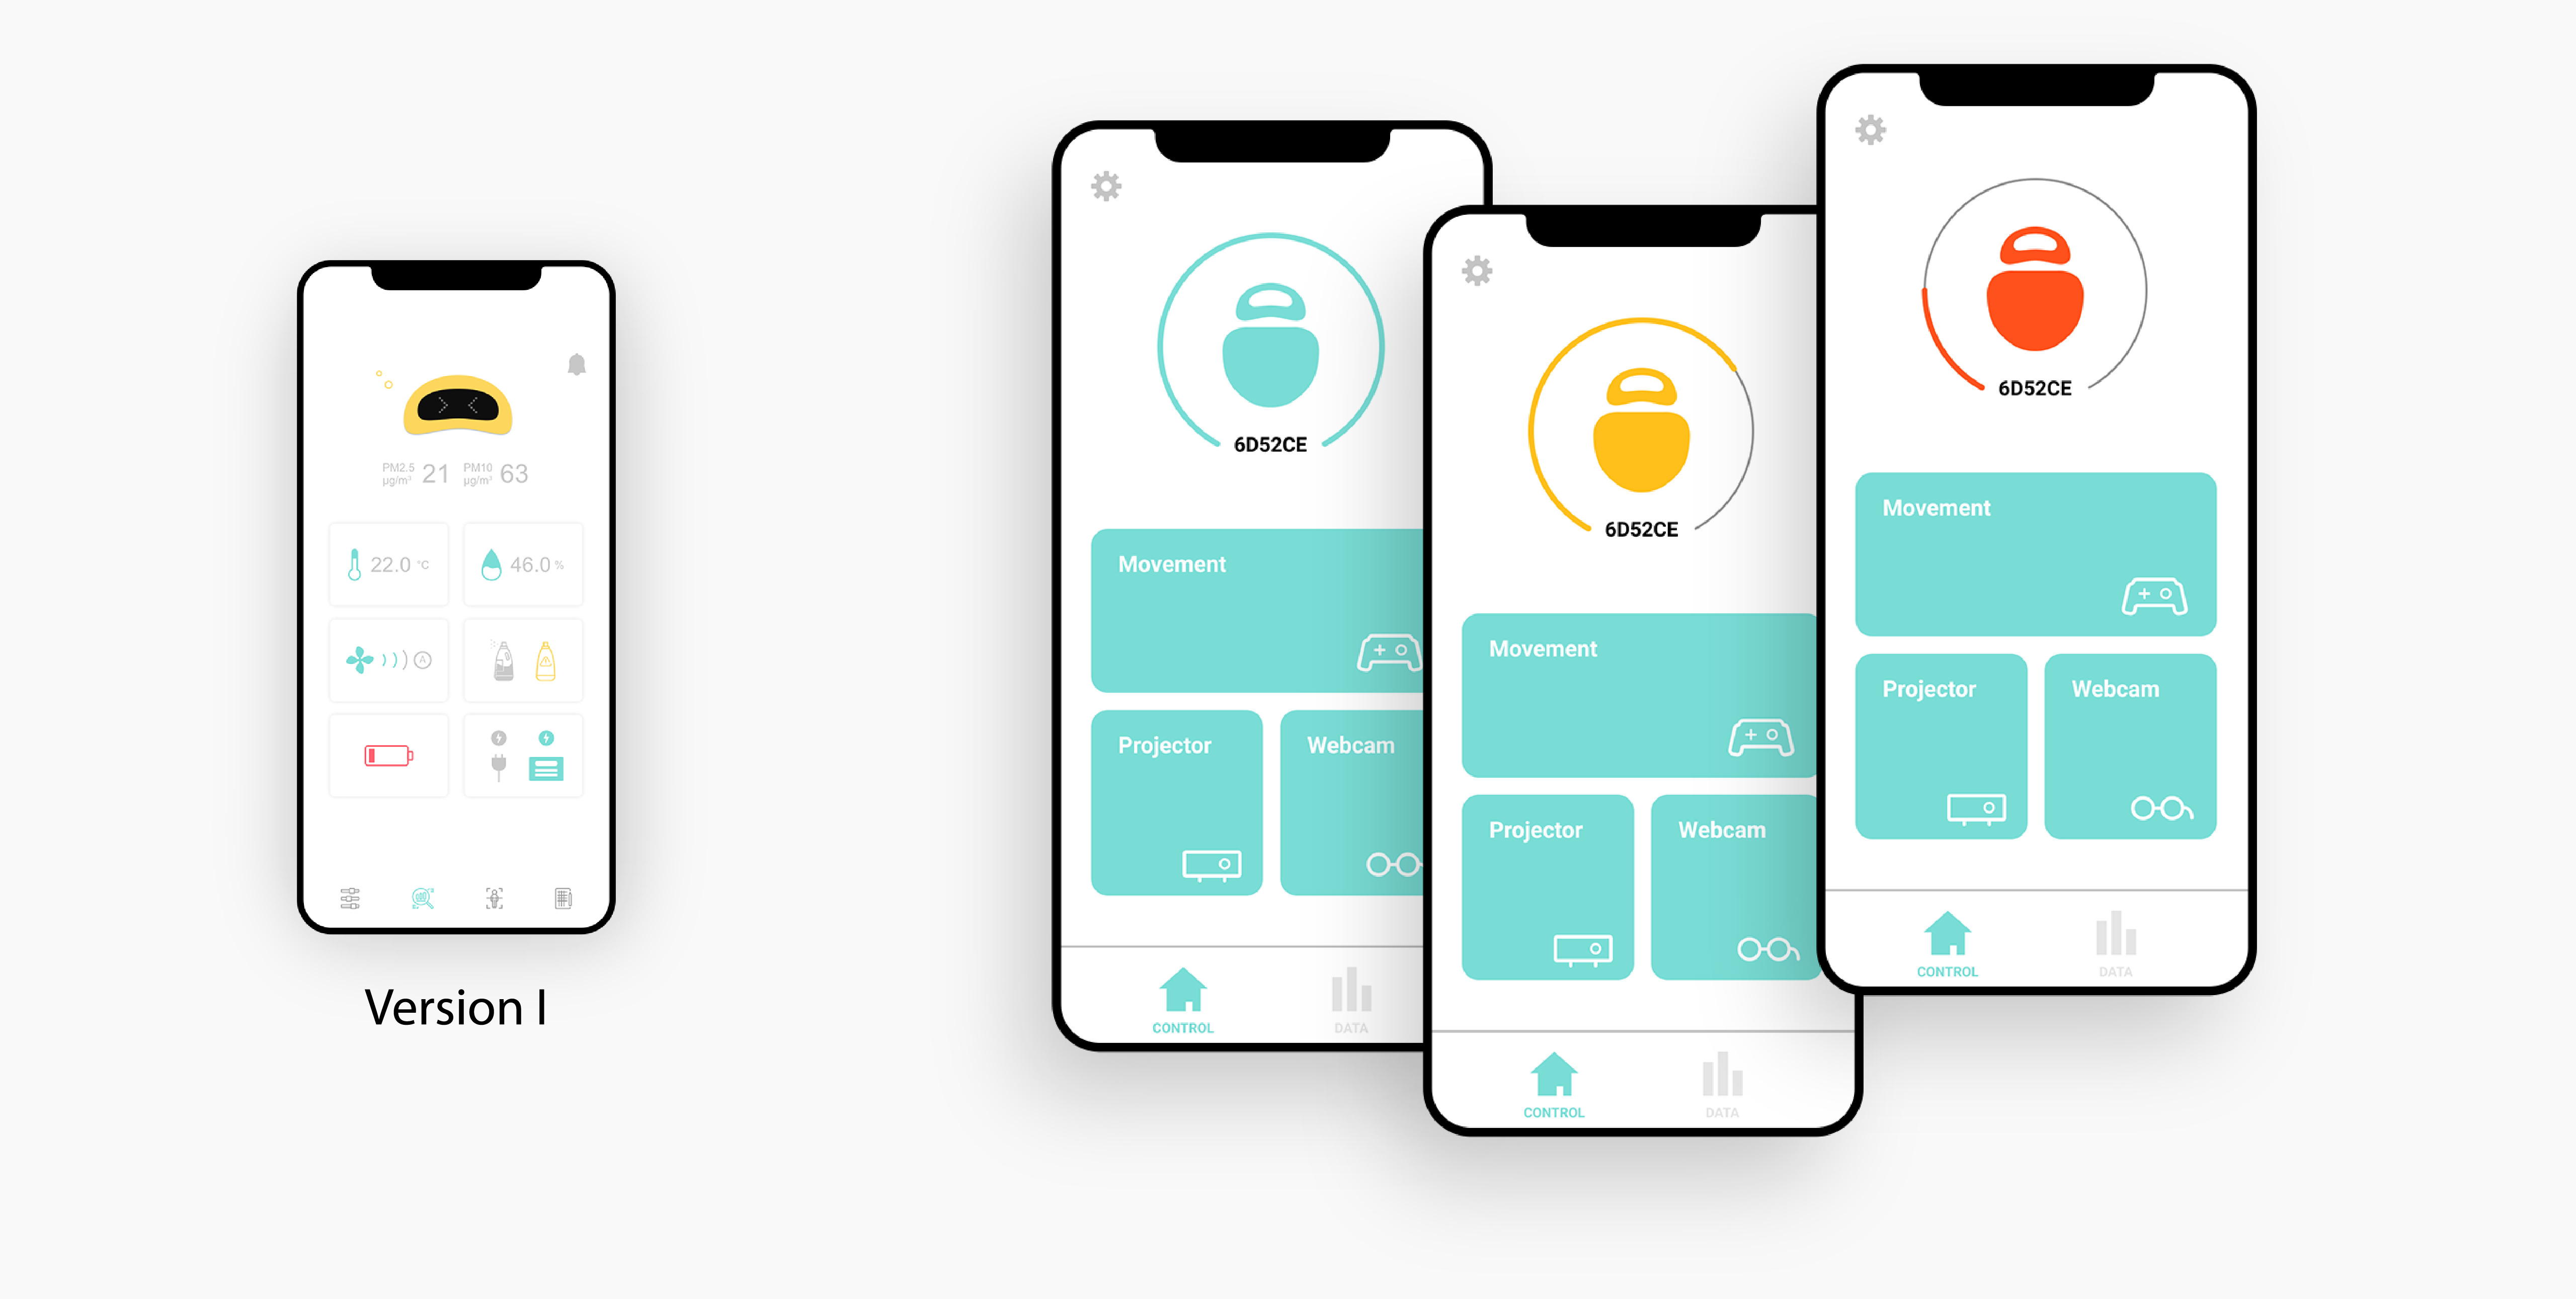 PM2.5 21 PM10 63
µg/m³ µg/m³
22.0 °C
46.0 %
A
Version I
6D52CE
Movement
Projector
Webcam
CONTROL
DATA
6D52CE
Movement
Projector
Webcam
CONTROL
DATA
6D52CE
Movement
Projector
Webcam
CONTROL
DATA